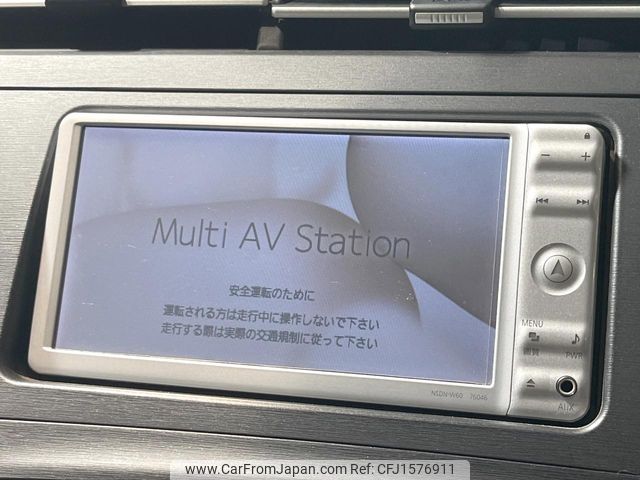 Multi AV Station
安全運転のために
運転される方は走行中に操作しないで下さい
走行する際は実際の交通規制に従って下さい
− +
MENU
画質 PWR
NSDN-W60 76046
AUX
www.CarFromJapan.com - Ref No: CFJ1576911